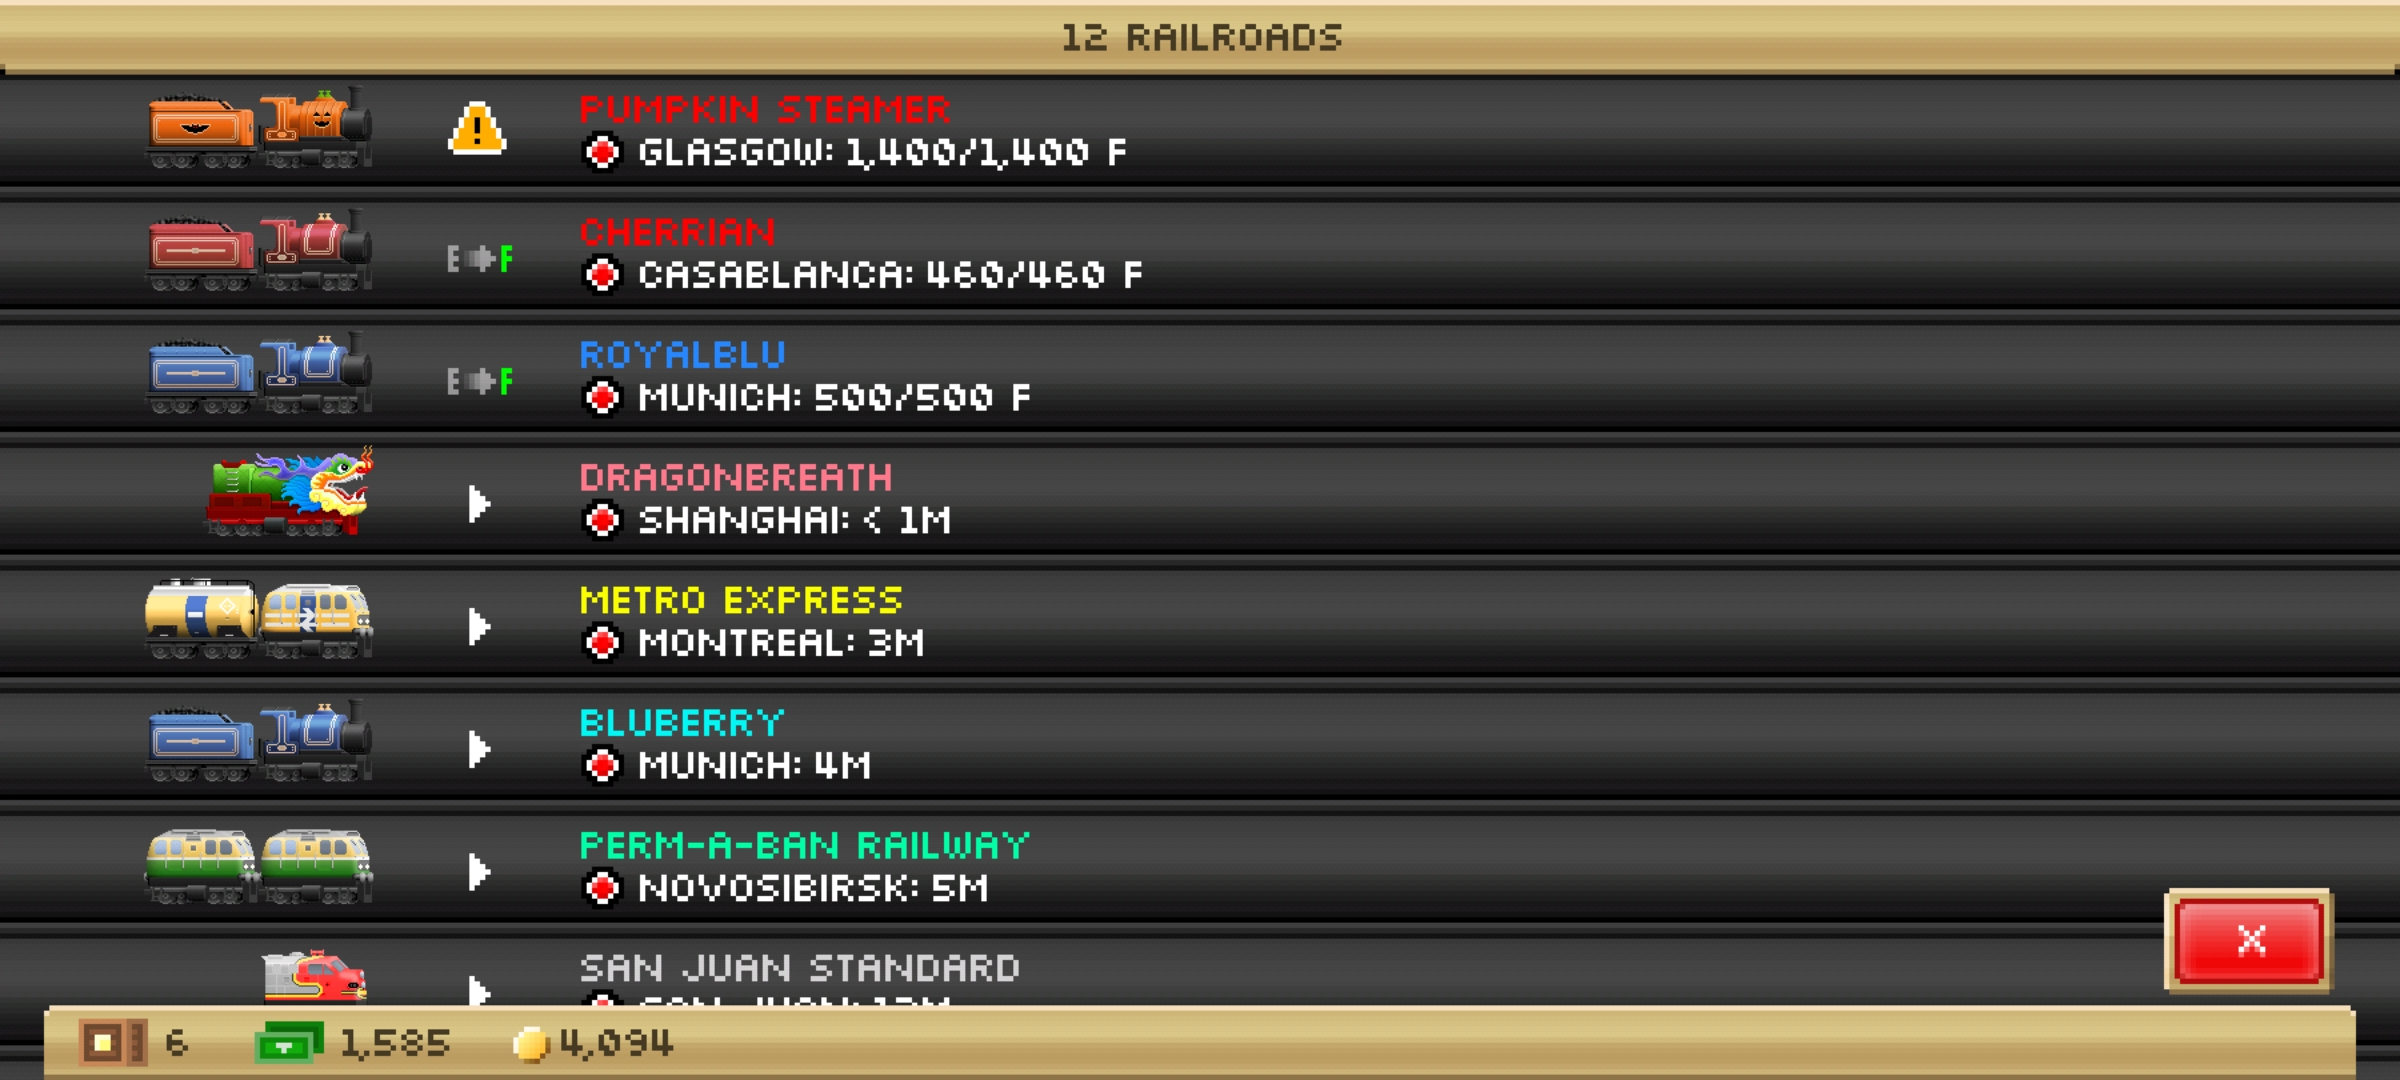 12 RAILROADS
PUMPKIN STEAMER
GLASGOW: 1,400/1,400 F
E F
CHERRIAN
CASABLANCA: 460/460 F
E F
ROYALBLU
MUNICH: 500/500 F
DRAGONBREATH
SHANGHAI: < 1M
METRO EXPRESS
MONTREAL: 3M
BLUBERRY
MUNICH: 4M
PERM-A-BAN RAILWAY
NOVOSIBIRSK: 5M
SAN JUAN STANDARD
X
6 1,585 4,094